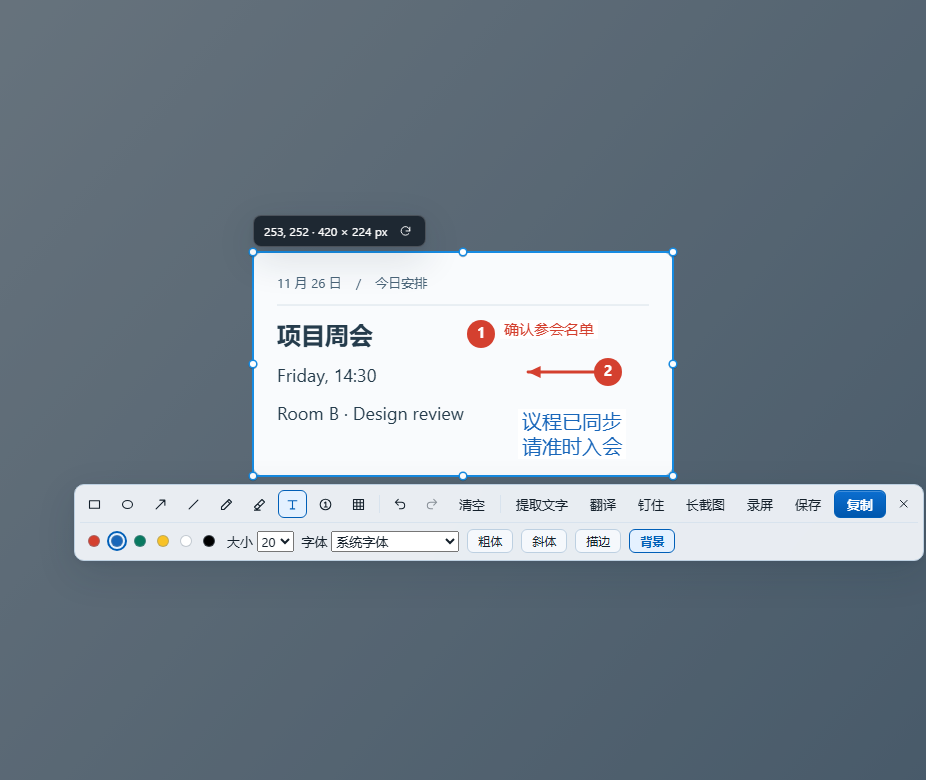 253, 252 · 420 × 224 px
11 月 26 日 / 今日安排
项目周会
1 确认参会名单
Friday, 14:30
2
Room B · Design review
议程已同步
请准时入会
T 1 清空 提取文字 翻译 钉住 长截图 录屏 保存 复制
大小 20 字体 系统字体 粗体 斜体 描边 背景